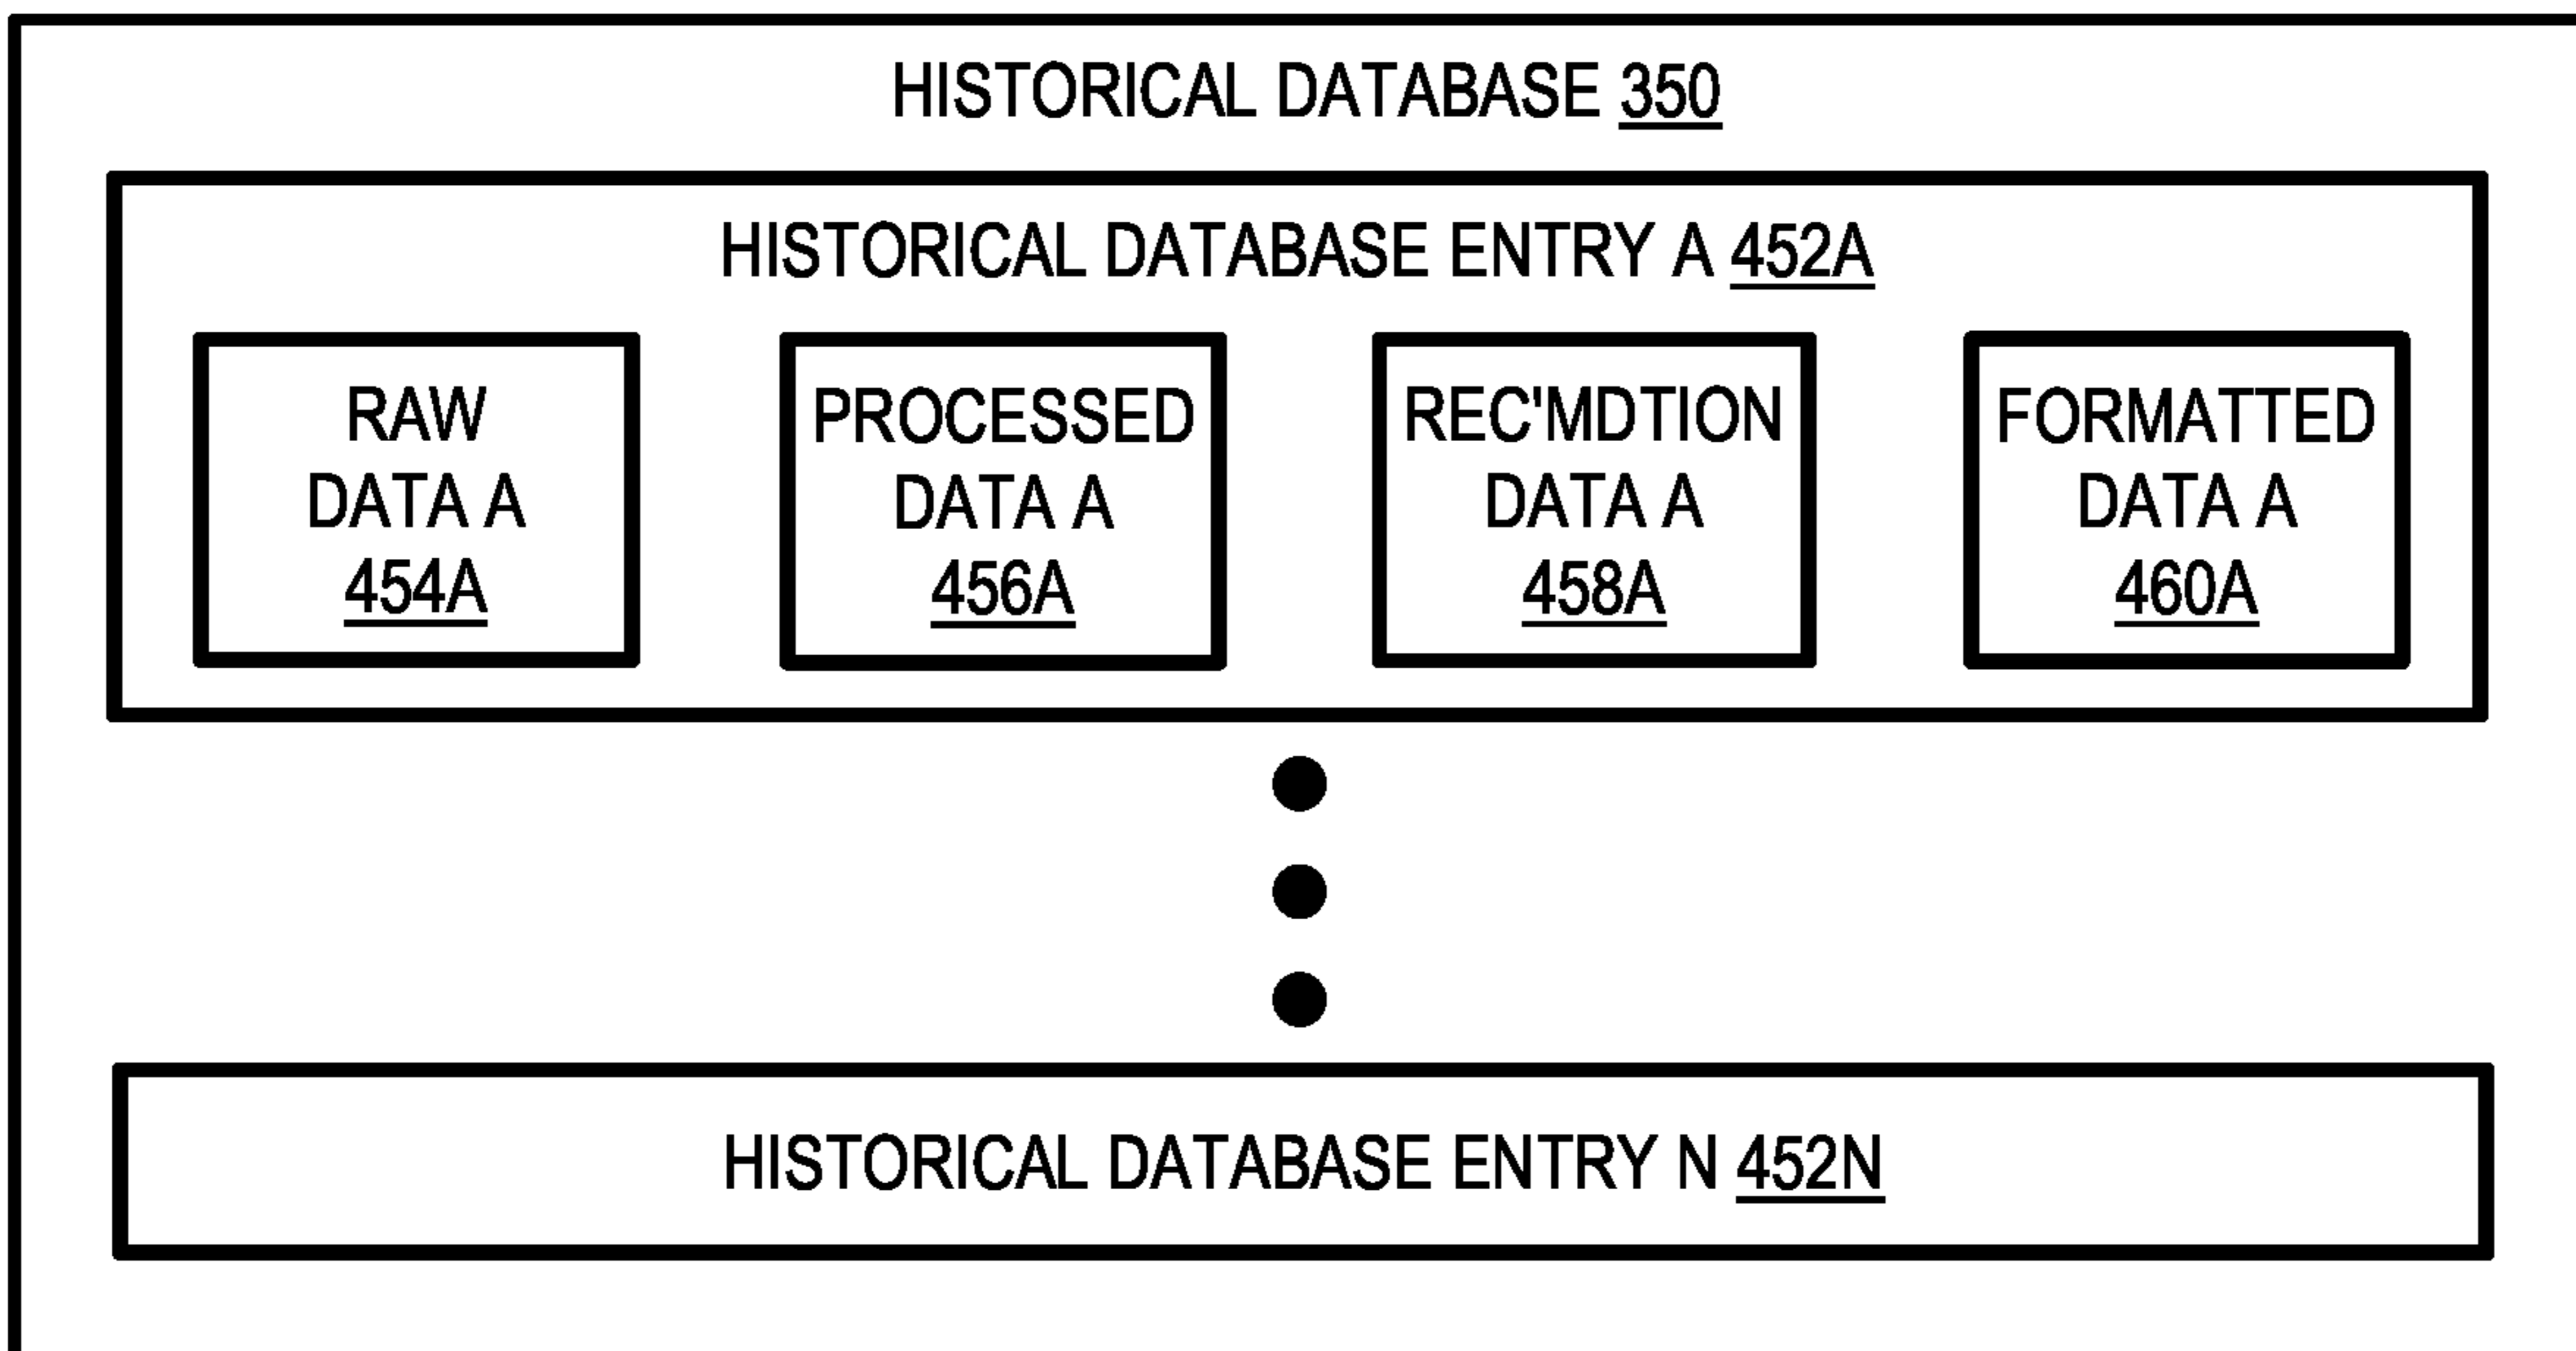 HISTORICAL DATABASE 350
HISTORICAL DATABASE ENTRY A 452A
RAW
DATA A
454A
PROCESSED
DATA A
456A
REC'MDTION
DATA A
458A
FORMATTED
DATA A
460A
HISTORICAL DATABASE ENTRY N 452N